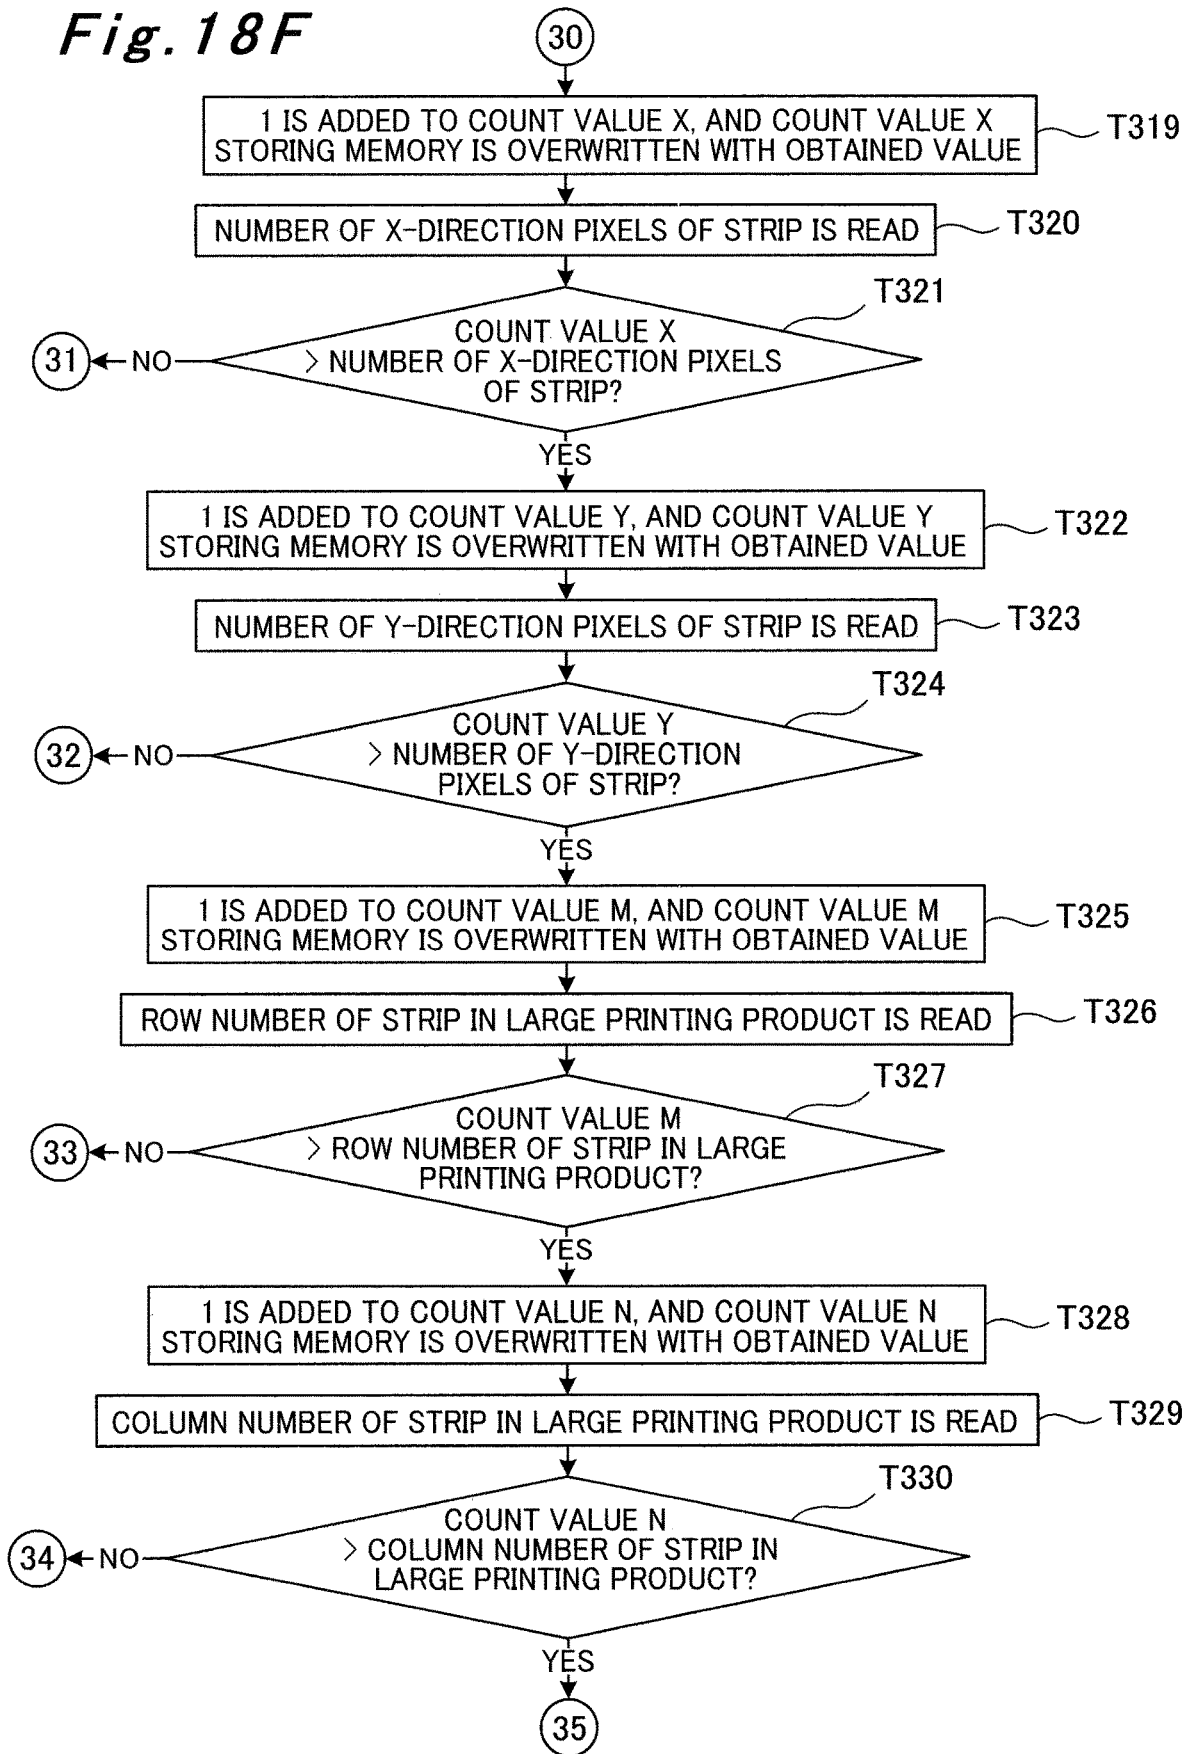 Fig.18F
30
1 IS ADDED TO COUNT VALUE X, AND COUNT VALUE X
STORING MEMORY IS OVERWRITTEN WITH OBTAINED VALUE
T319
NUMBER OF X-DIRECTION PIXELS OF STRIP IS READ
T320
T321
COUNT VALUE X
> NUMBER OF X-DIRECTION PIXELS
OF STRIP?
31
NO
YES
1 IS ADDED TO COUNT VALUE Y, AND COUNT VALUE Y
STORING MEMORY IS OVERWRITTEN WITH OBTAINED VALUE
T322
NUMBER OF Y-DIRECTION PIXELS OF STRIP IS READ
T323
T324
COUNT VALUE Y
> NUMBER OF Y-DIRECTION
PIXELS OF STRIP?
32
NO
YES
1 IS ADDED TO COUNT VALUE M, AND COUNT VALUE M
STORING MEMORY IS OVERWRITTEN WITH OBTAINED VALUE
T325
ROW NUMBER OF STRIP IN LARGE PRINTING PRODUCT IS READ
T326
T327
COUNT VALUE M
> ROW NUMBER OF STRIP IN LARGE
PRINTING PRODUCT?
33
NO
YES
1 IS ADDED TO COUNT VALUE N, AND COUNT VALUE N
STORING MEMORY IS OVERWRITTEN WITH OBTAINED VALUE
T328
COLUMN NUMBER OF STRIP IN LARGE PRINTING PRODUCT IS READ
T329
T330
COUNT VALUE N
> COLUMN NUMBER OF STRIP IN
LARGE PRINTING PRODUCT?
34
NO
YES
35